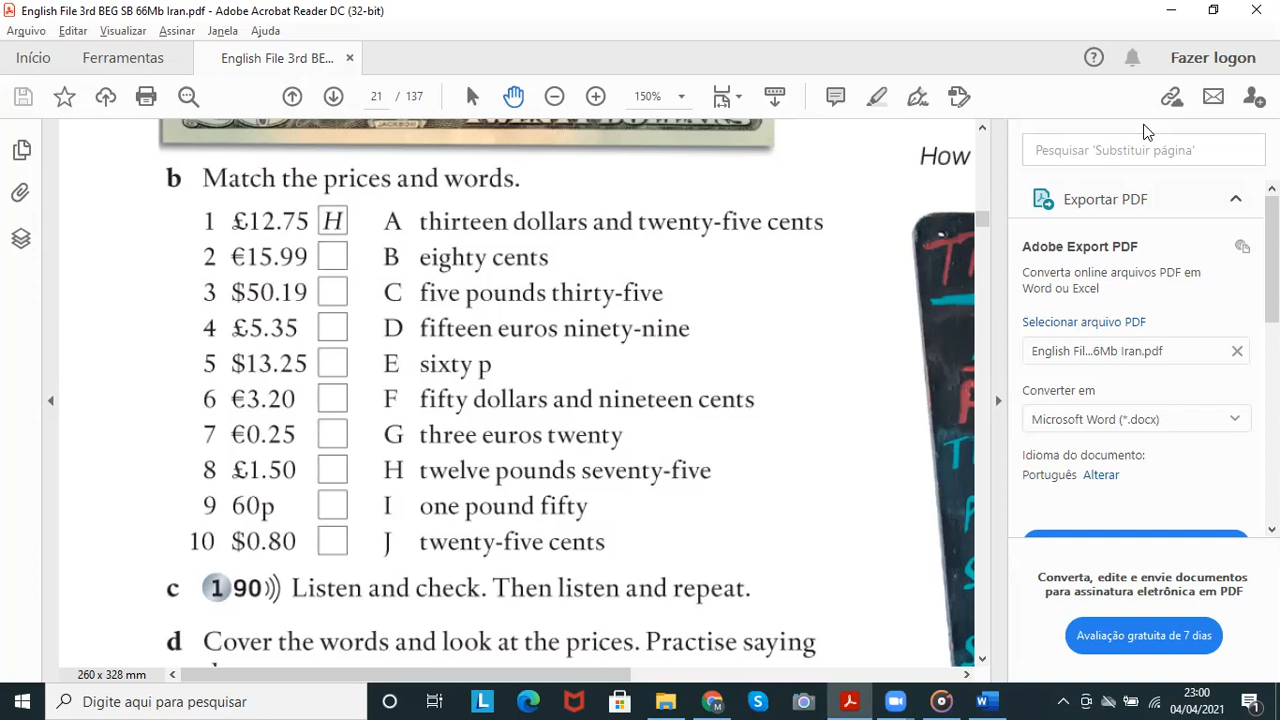 English File 3rd BEG SB 66Mb Iran.pdf - Adobe Acrobat Reader DC (32-bit)
Arquivo Editar Visualizar Assinar Janela Ajuda
Início Ferramentas English File 3rd BE... Fazer logon
21 / 137 150%
JACKSON
How
b Match the prices and words.
1 £12.75 H A thirteen dollars and twenty-five cents
2 €15.99 B eighty cents
3 $50.19 C five pounds thirty-five
4 £5.35 D fifteen euros ninety-nine
5 $13.25 E sixty p
6 €3.20 F fifty dollars and nineteen cents
7 €0.25 G three euros twenty
8 £1.50 H twelve pounds seventy-five
9 60p I one pound fifty
10 $0.80 J twenty-five cents
c 1 90 Listen and check. Then listen and repeat.
d Cover the words and look at the prices. Practise saying
260 x 328 mm
Pesquisar 'Substituir página'
Exportar PDF
Adobe Export PDF
Converta online arquivos PDF em
Word ou Excel
Selecionar arquivo PDF
English Fil...6Mb Iran.pdf
Converter em
Microsoft Word (*.docx)
Idioma do documento:
Português Alterar
Converta, edite e envie documentos
para assinatura eletrônica em PDF
Avaliação gratuita de 7 dias
Digite aqui para pesquisar
23:00
04/04/2021